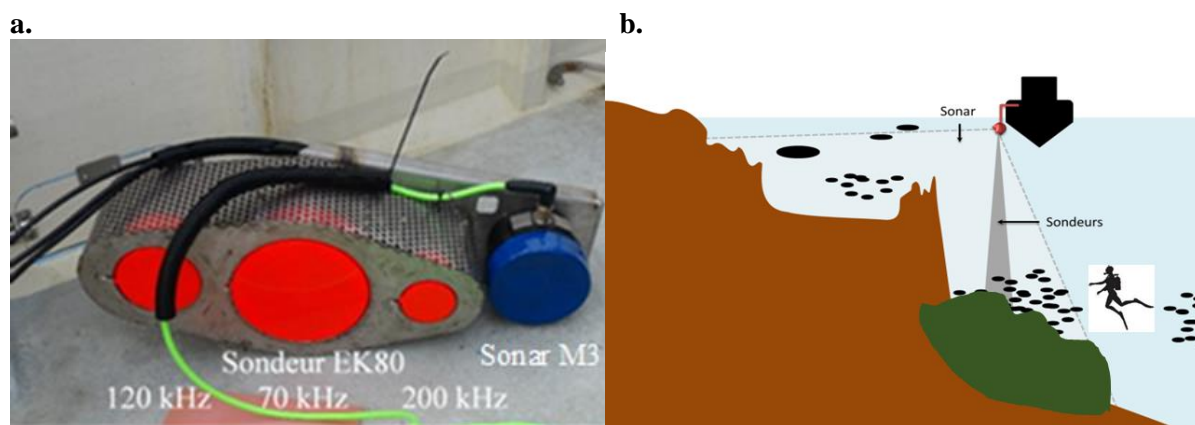 a.
b.
Sondeur EK80
Sonar M3
120 kHz
70 kHz
200 kHz
Sonar
Sondeurs